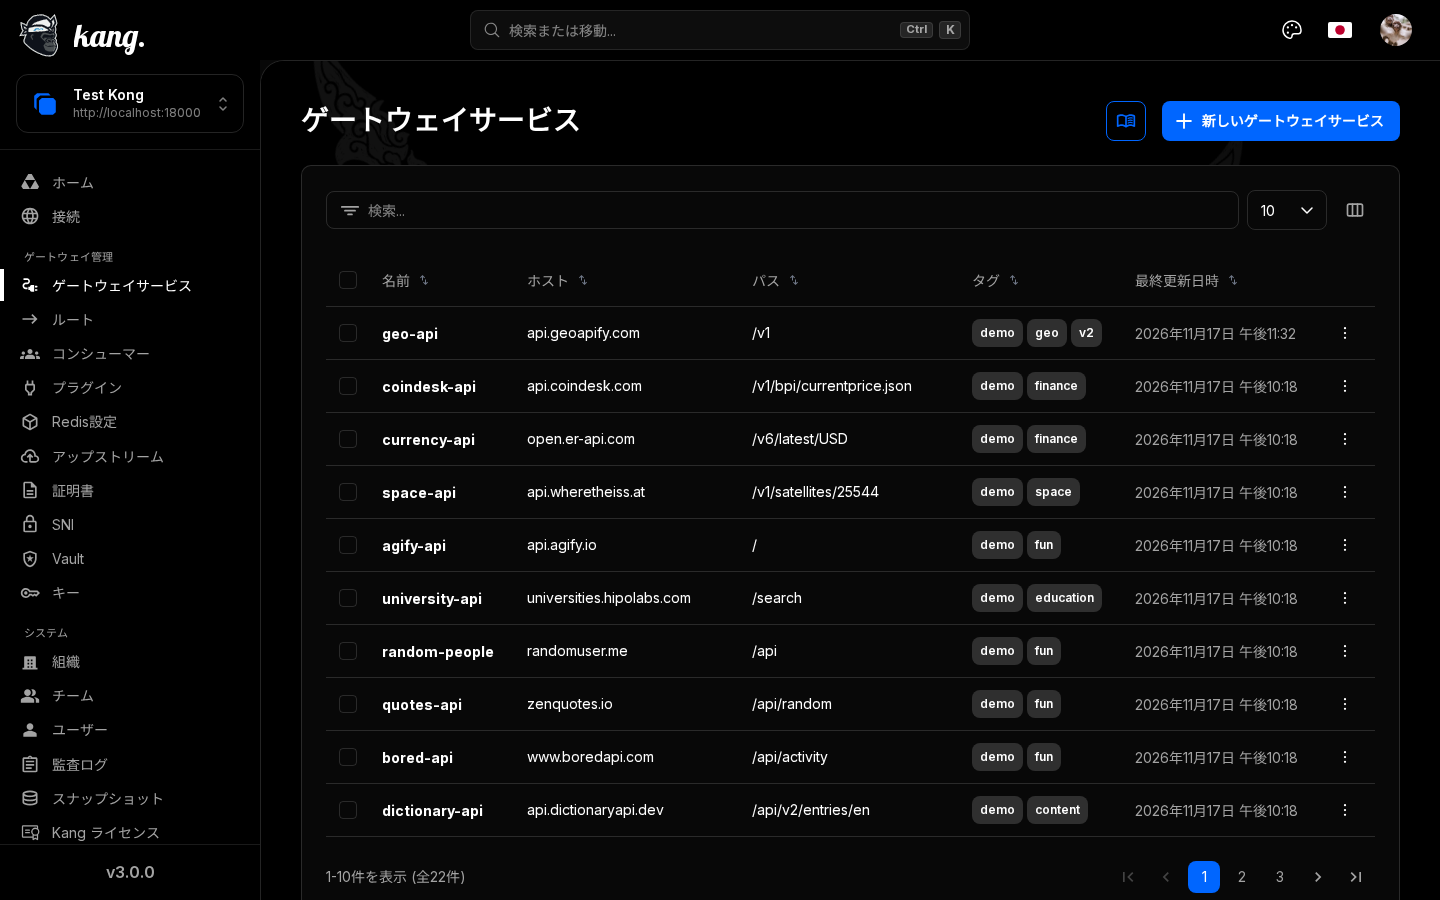 kang.
検索または移動...
Ctrl K
Test Kong
http://localhost:18000
ホーム
接続
ゲートウェイ管理
ゲートウェイサービス
ルート
コンシューマー
プラグイン
Redis設定
アップストリーム
証明書
SNI
Vault
キー
システム
組織
チーム
ユーザー
監査ログ
スナップショット
Kang ライセンス
v3.0.0
ゲートウェイサービス
新しいゲートウェイサービス
検索...
10
名前 ホスト パス タグ 最終更新日時
geo-api api.geoapify.com /v1 demo geo v2 2026年11月17日 午後11:32
coindesk-api api.coindesk.com /v1/bpi/currentprice.json demo finance 2026年11月17日 午後10:18
currency-api open.er-api.com /v6/latest/USD demo finance 2026年11月17日 午後10:18
space-api api.wheretheiss.at /v1/satellites/25544 demo space 2026年11月17日 午後10:18
agify-api api.agify.io / demo fun 2026年11月17日 午後10:18
university-api universities.hipolabs.com /search demo education 2026年11月17日 午後10:18
random-people randomuser.me /api demo fun 2026年11月17日 午後10:18
quotes-api zenquotes.io /api/random demo fun 2026年11月17日 午後10:18
bored-api www.boredapi.com /api/activity demo fun 2026年11月17日 午後10:18
dictionary-api api.dictionaryapi.dev /api/v2/entries/en demo content 2026年11月17日 午後10:18
1-10件を表示 (全22件)
1 2 3